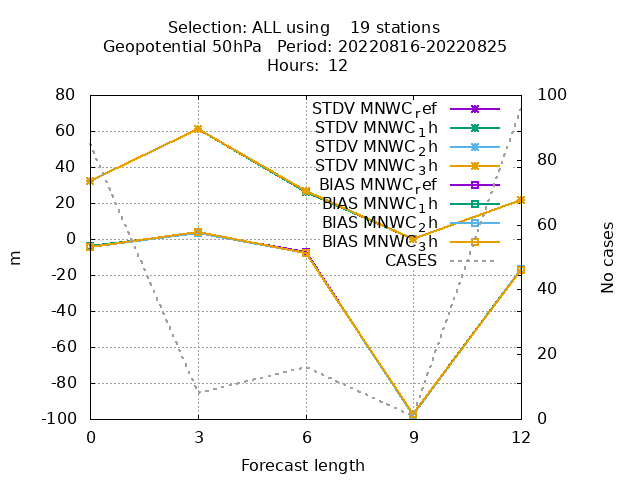 Selection: ALL using    19 stations
Geopotential 50hPa   Period: 20220816-20220825
Hours:  12
80
60
40
20
0
-20
-40
-60
-80
-100
m
100
80
60
40
20
0
No cases
STDV MNWC_ref
STDV MNWC_1h
STDV MNWC_2h
STDV MNWC_3h
BIAS MNWC_ref
BIAS MNWC_1h
BIAS MNWC_2h
BIAS MNWC_3h
CASES
0 3 6 9 12
Forecast length